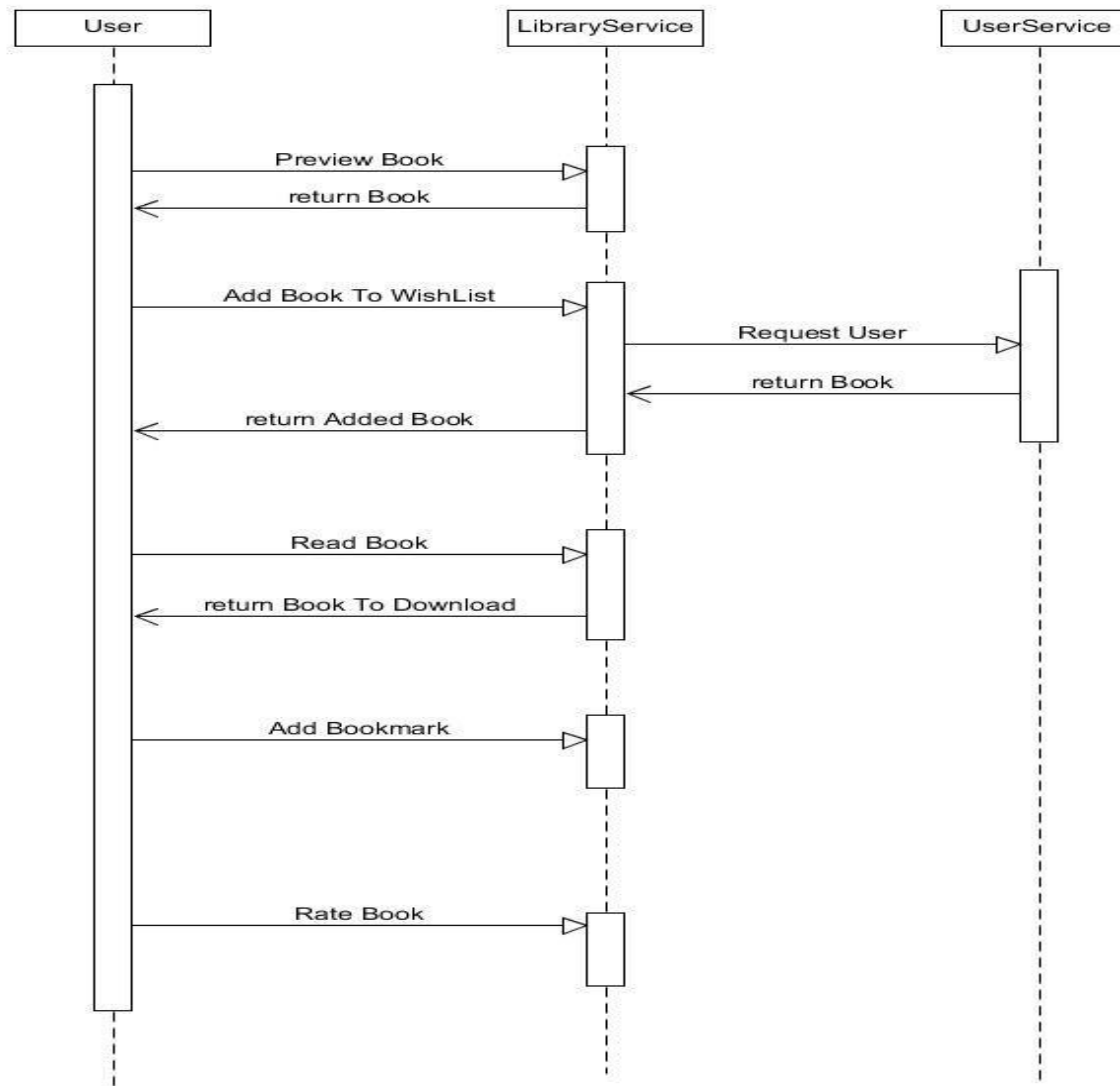 User
LibraryService
UserService
Preview Book
return Book
Add Book To WishList
Request User
return Book
return Added Book
Read Book
return Book To Download
Add Bookmark
Rate Book